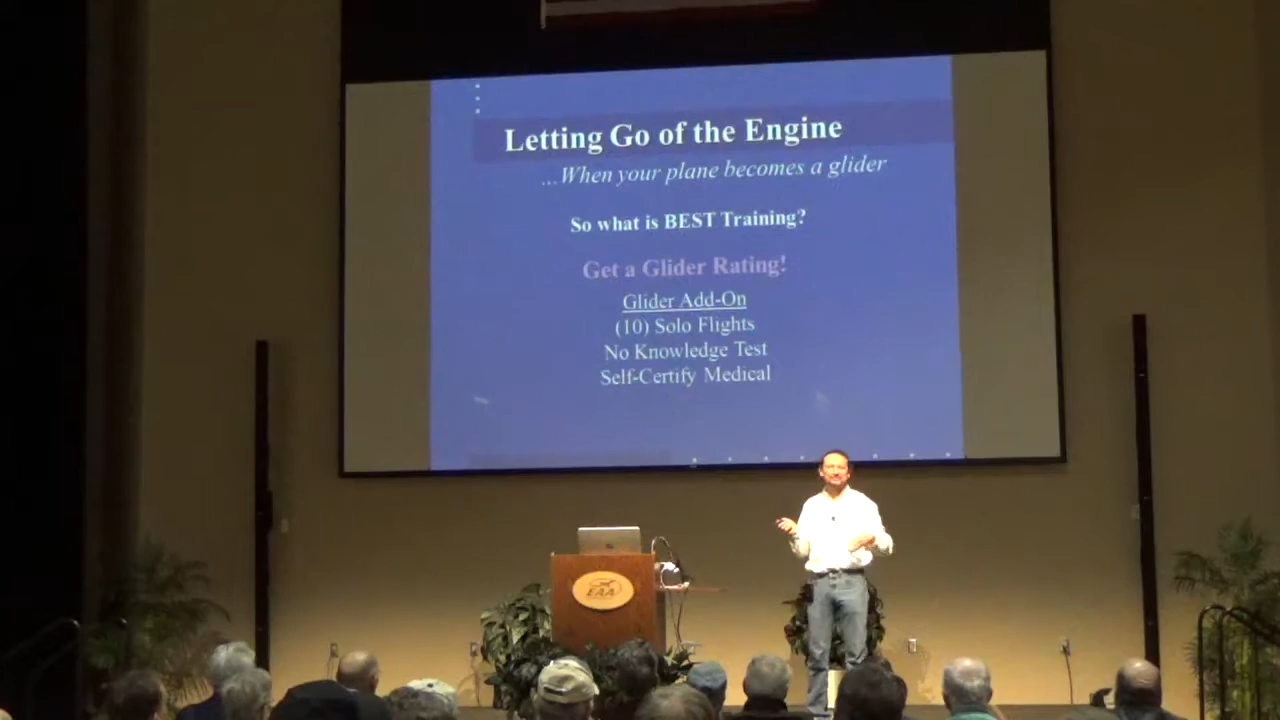 Letting Go of the Engine
...When your plane becomes a glider
So what is BEST Training?
Get a Glider Rating!
Glider Add-On
(10) Solo Flights
No Knowledge Test
Self-Certify Medical
EAA